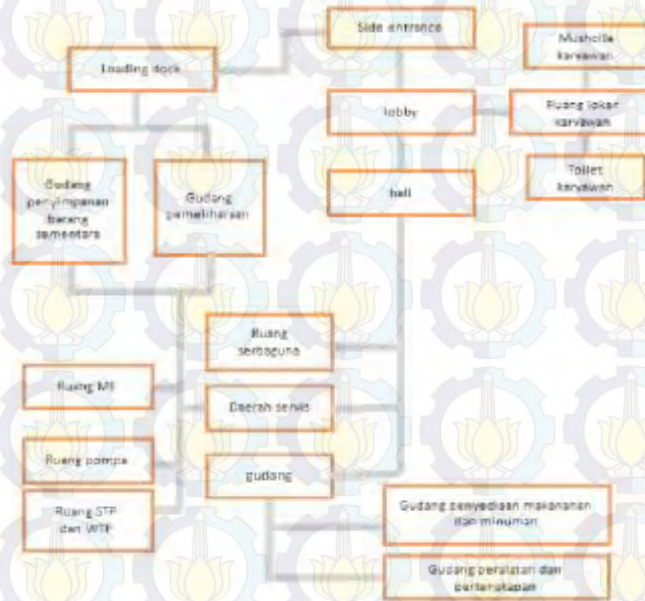 Side entrance
Musholla
karyawan
Loading dock
lobby
Ruang loker
karyawan
Toilet
karyawan
hall
Gudang
penyimpanan
barang
sementara
Gudang
pemeliharaan
Ruang
serbaguna
Ruang ME
Daerah servis
Ruang pompa
gudang
Ruang STP
dan WTP
Gudang penyediaan makanan
dan minuman
Gudang peralatan dan
perlengkapan